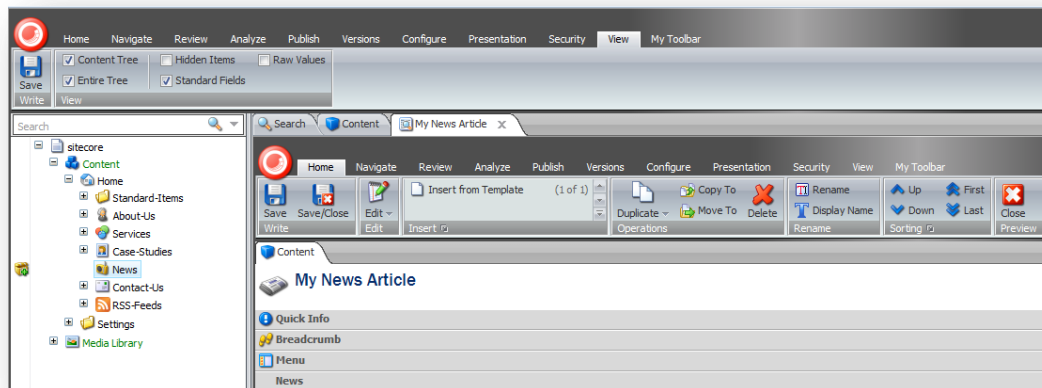 Home Navigate Review Analyze Publish Versions Configure Presentation Security View My Toolbar
Save
Write
Content Tree Hidden Items Raw Values
Entire Tree Standard Fields
View
Search
sitecore
Content
Home
Standard-Items
About-Us
Services
Case-Studies
News
Contact-Us
RSS-Feeds
Settings
Media Library
Search Content My News Article X
Home Navigate Review Analyze Publish Versions Configure Presentation Security View My Toolbar
Save Save/Close
Write
Edit
Edit
Insert from Template (1 of 1)
Insert
Duplicate Copy To Move To Delete
Operations
Rename
Display Name
Rename
Up First
Down Last
Sorting
Close
Preview
Content
My News Article
Quick Info
Breadcrumb
Menu
News